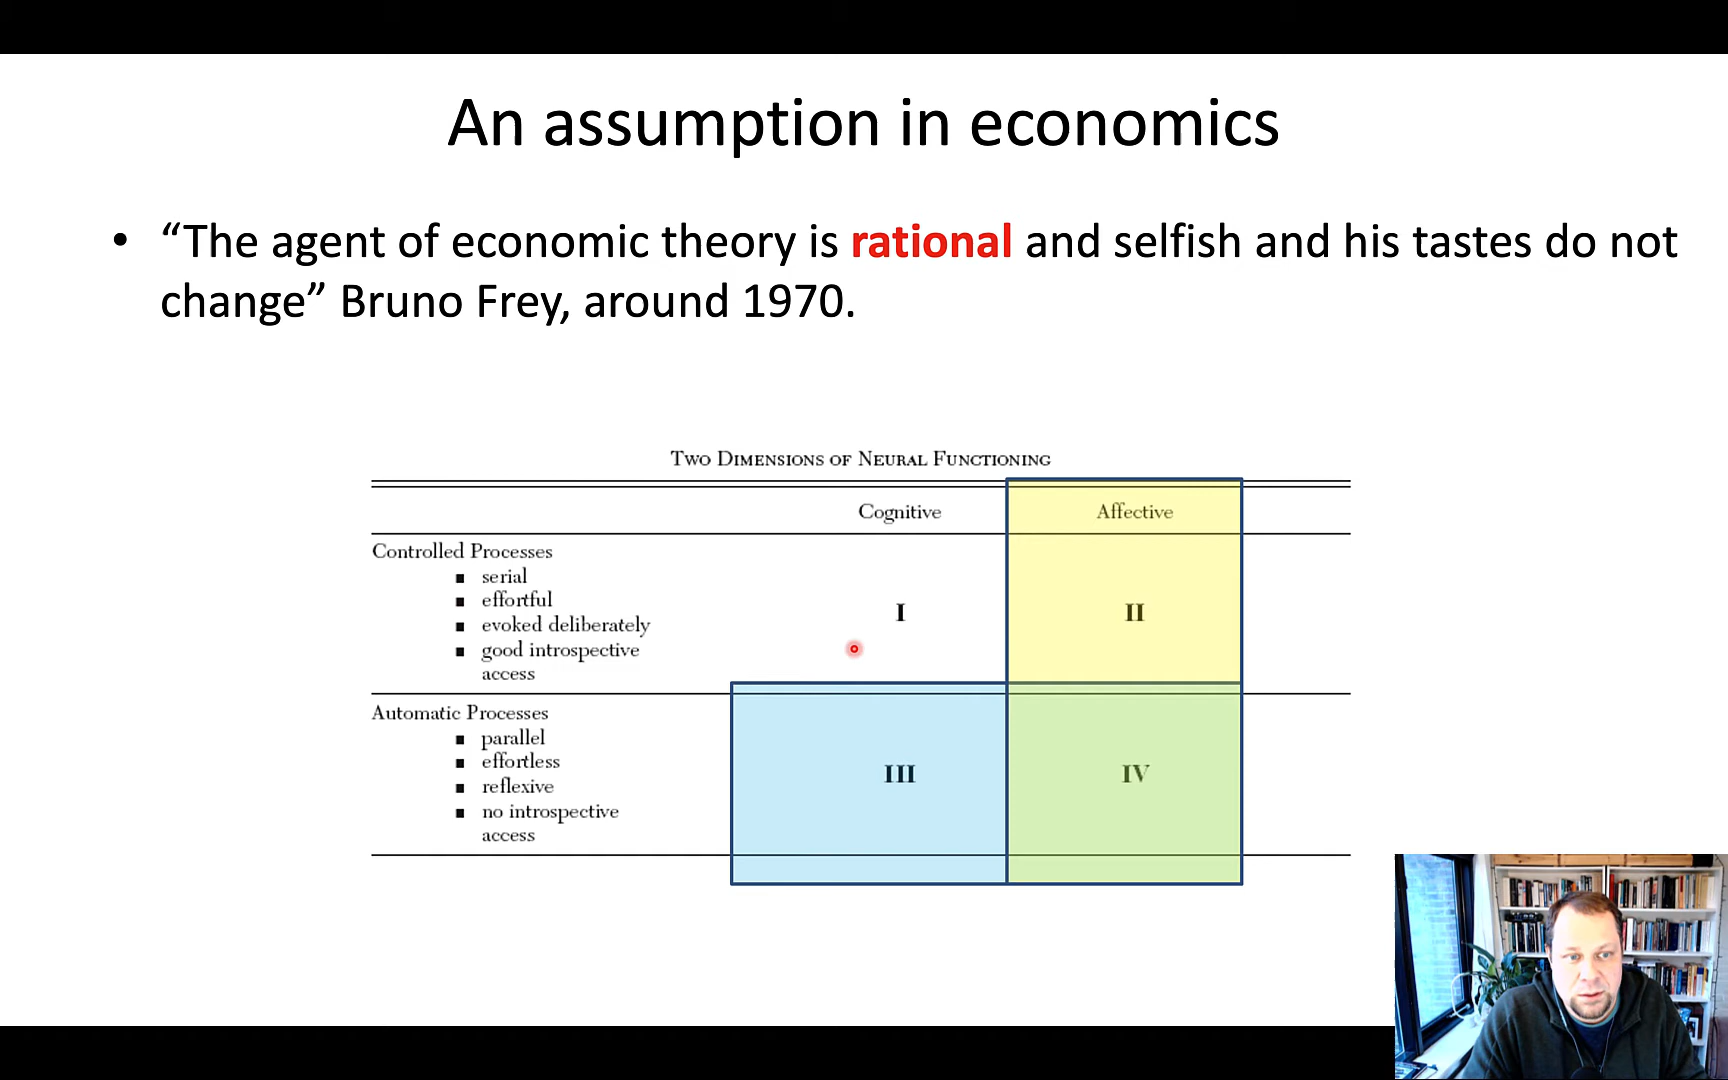 An assumption in economics
• “The agent of economic theory is rational and selfish and his tastes do not
change” Bruno Frey, around 1970.
Two Dimensions of Neural Functioning
Cognitive Affective
Controlled Processes
▪ serial
▪ effortful
▪ evoked deliberately
▪ good introspective
access
I II
Automatic Processes
▪ parallel
▪ effortless
▪ reflexive
▪ no introspective
access
III IV